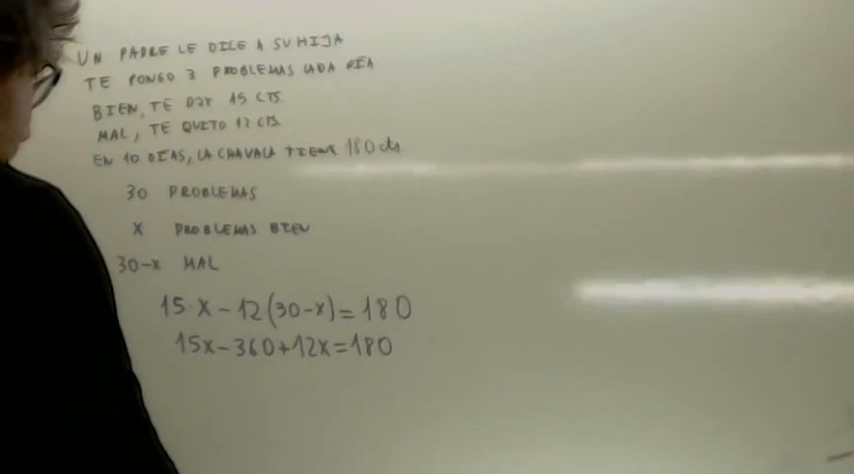 UN PADRE LE DICE A SU HIJA
TE PONGO 3 PROBLEMAS CADA DÍA
BIEN, TE DOY 15 CTS.
MAL, TE QUITO 12 CTS.
EN 10 DÍAS, LA CHAVALA TIENE 180 cts
30 PROBLEMAS
X PROBLEMAS BIEN
30-x MAL
15·X-12(30-x)=180
15x-360+12x=180